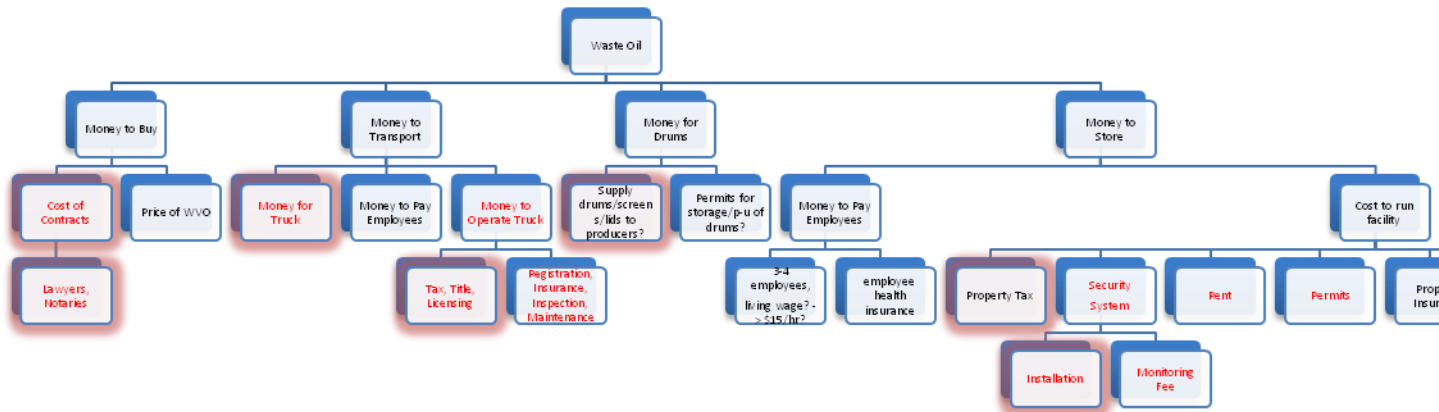 Waste Oil
Money to Buy
Money to
Transport
Money for
Drums
Money to
Store
Cost of
Contracts
Price of WVO
Money for
Truck
Money to Pay
Employees
Money to
Operate Truck
Supply
drums/screen
s/lids to
producers?
Permits for
storage/p-u of
drums?
Money to Pay
Employees
Cost to run
facility
Lawyers,
Notaries
Tax, Title,
Licensing
Registration,
Insurance,
Inspection,
Maintenance
3-4
employees,
living wage? -
> $15/hr?
employee
health
insurance
Property Tax
Security
System
Rent
Permits
Prop
Insur
Installation
Monitoring
Fee